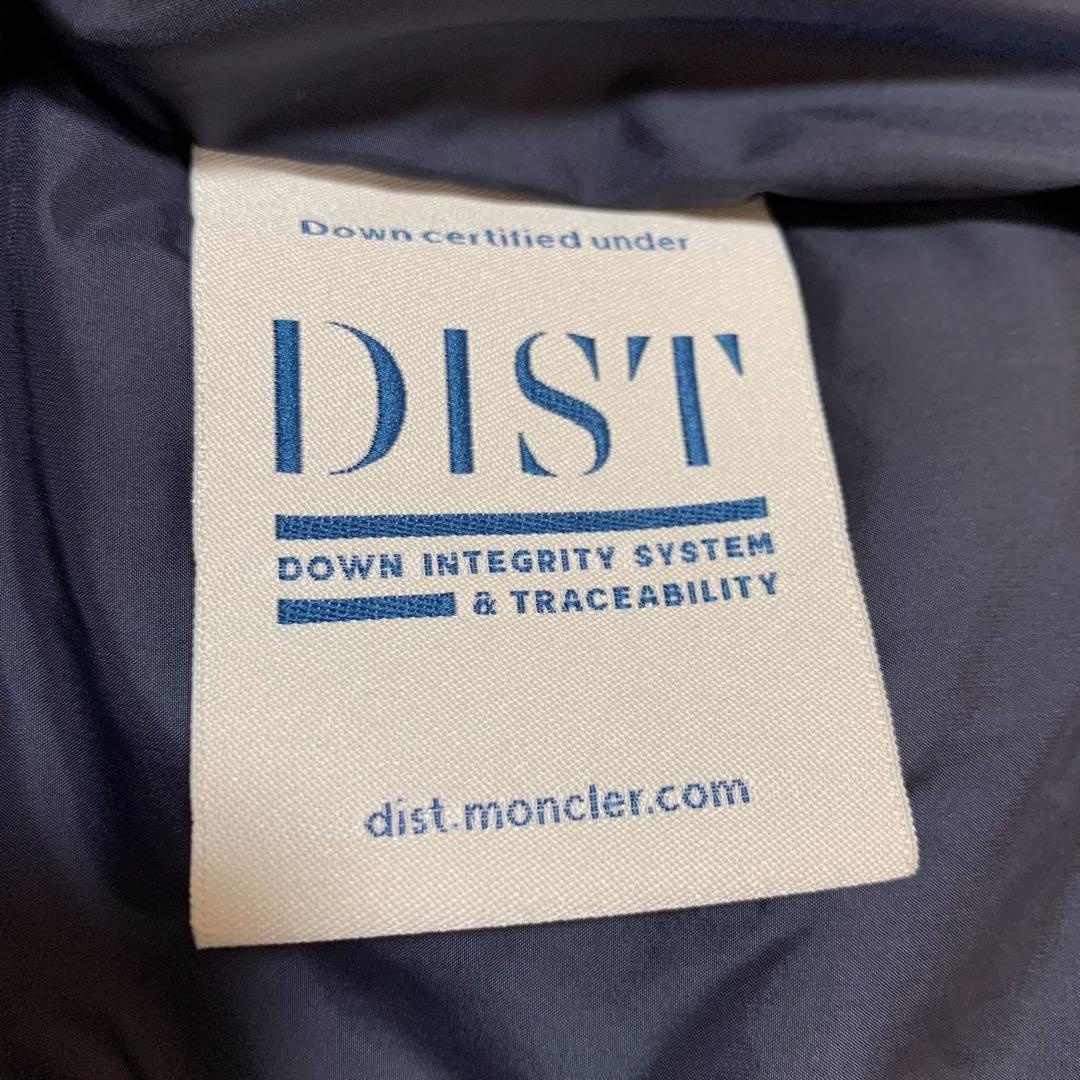 Down certified under
DIST
DOWN INTEGRITY SYSTEM
& TRACEABILITY
dist.moncler.com